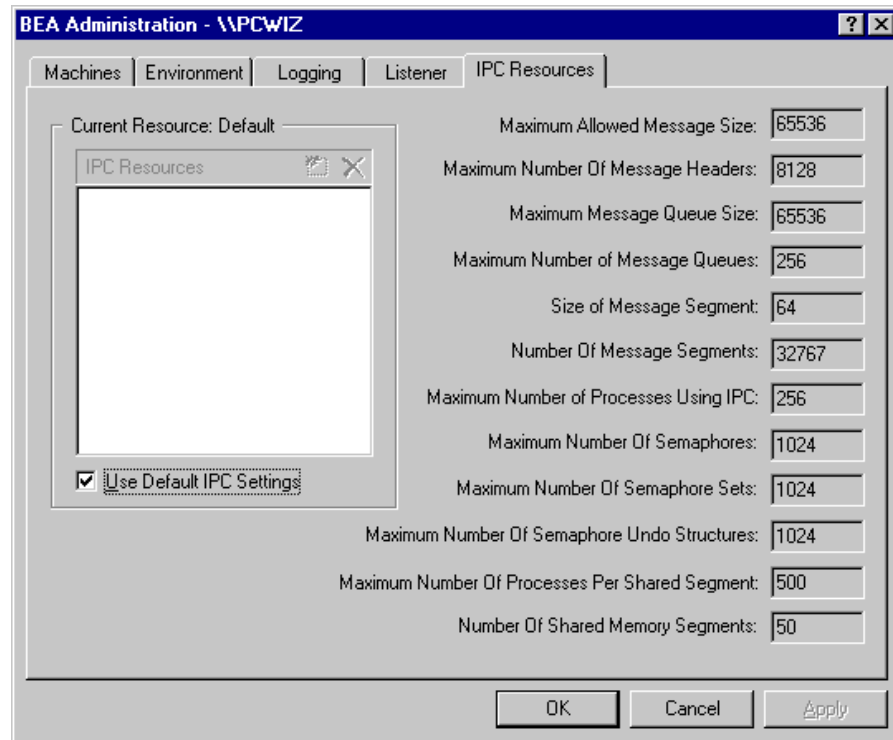 BEA Administration - \\PCWIZ
Machines Environment Logging Listener IPC Resources
Current Resource: Default
IPC Resources
Use Default IPC Settings
Maximum Allowed Message Size: 65536
Maximum Number Of Message Headers: 8128
Maximum Message Queue Size: 65536
Maximum Number of Message Queues: 256
Size of Message Segment: 64
Number Of Message Segments: 32767
Maximum Number of Processes Using IPC: 256
Maximum Number Of Semaphores: 1024
Maximum Number Of Semaphore Sets: 1024
Maximum Number Of Semaphore Undo Structures: 1024
Maximum Number Of Processes Per Shared Segment: 500
Number Of Shared Memory Segments: 50
OK Cancel Apply